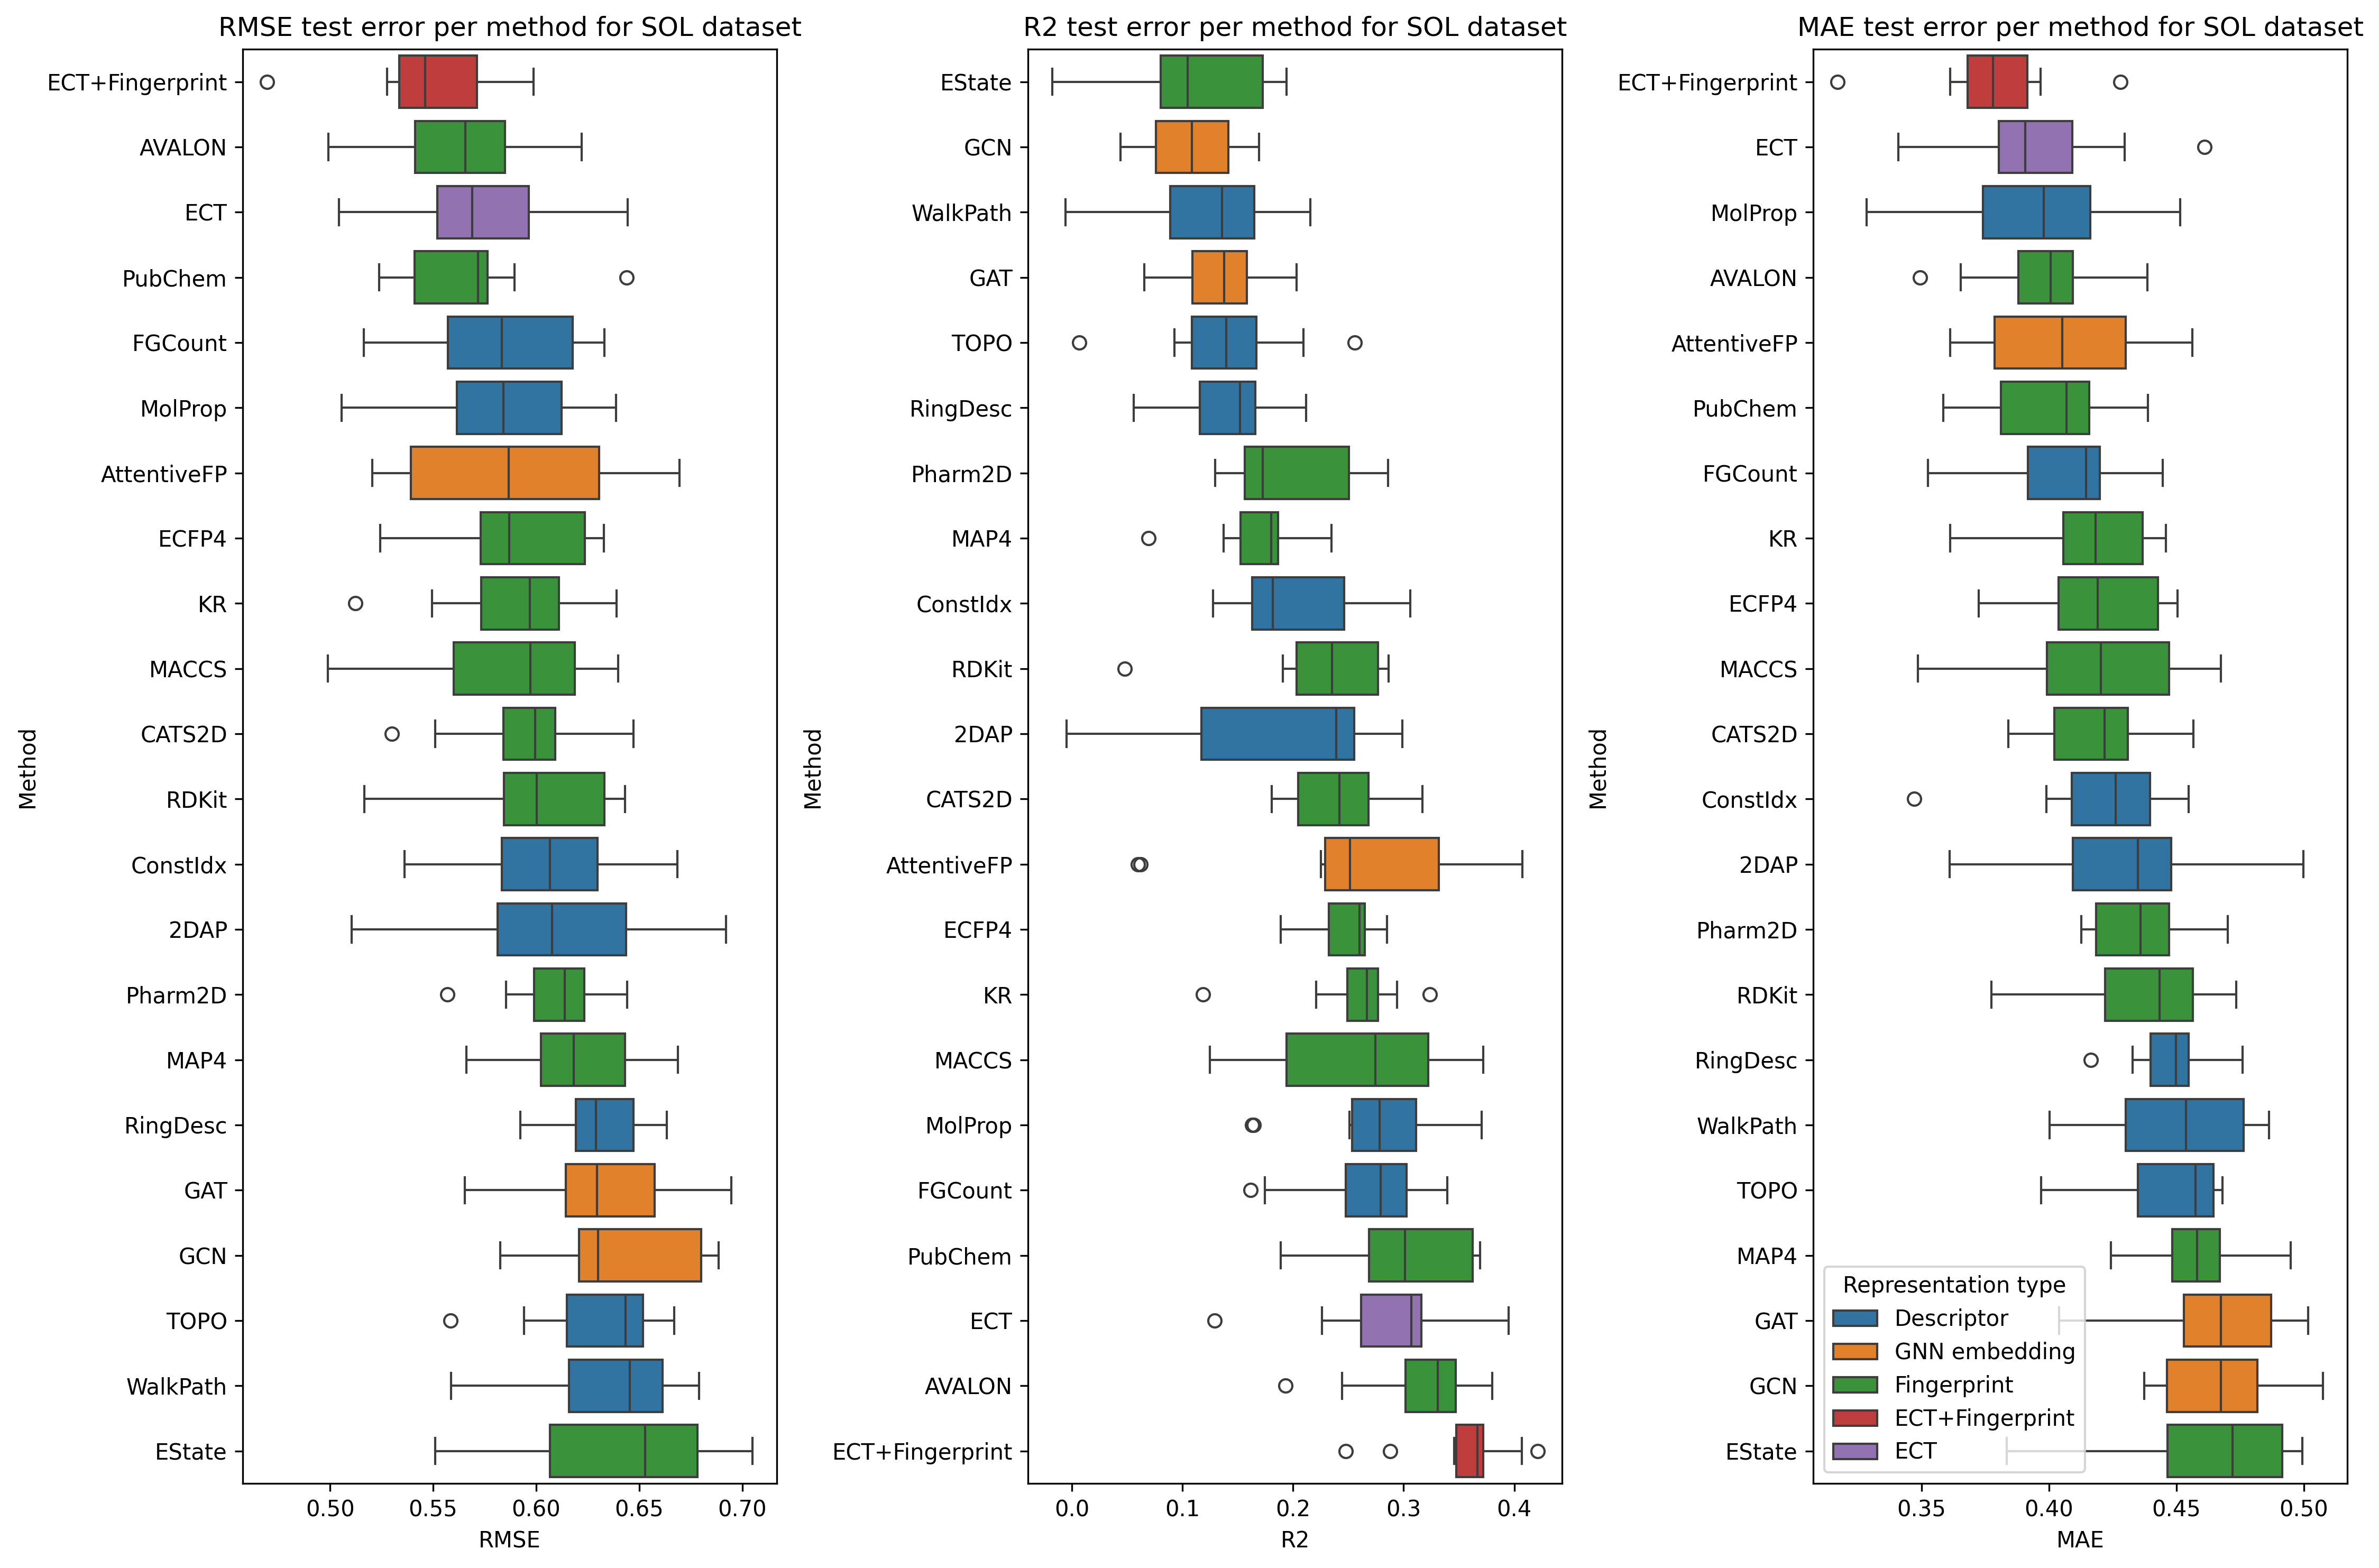 RMSE test error per method for SOL dataset
ECT+Fingerprint
AVALON
ECT
PubChem
FGCount
MolProp
AttentiveFP
ECFP4
KR
MACCS
CATS2D
RDKit
ConstIdx
2DAP
Pharm2D
MAP4
RingDesc
GAT
GCN
TOPO
WalkPath
EState
Method
0.50 0.55 0.60 0.65 0.70
RMSE
R2 test error per method for SOL dataset
EState
GCN
WalkPath
GAT
TOPO
RingDesc
Pharm2D
MAP4
ConstIdx
RDKit
2DAP
CATS2D
AttentiveFP
ECFP4
KR
MACCS
MolProp
FGCount
PubChem
ECT
AVALON
ECT+Fingerprint
Method
0.0 0.1 0.2 0.3 0.4
R2
MAE test error per method for SOL dataset
ECT+Fingerprint
ECT
MolProp
AVALON
AttentiveFP
PubChem
FGCount
KR
ECFP4
MACCS
CATS2D
ConstIdx
2DAP
Pharm2D
RDKit
RingDesc
WalkPath
TOPO
MAP4
GAT
GCN
EState
Method
0.35 0.40 0.45 0.50
MAE
Representation type
Descriptor
GNN embedding
Fingerprint
ECT+Fingerprint
ECT